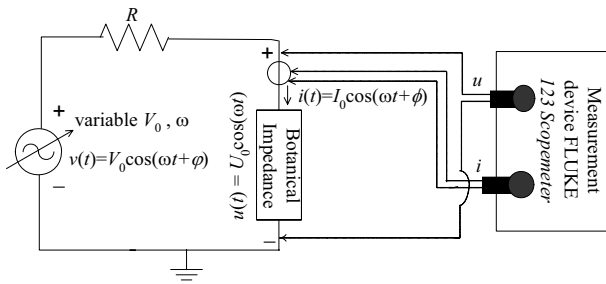 R
+
+
variable V₀ , ω
v(t)=V₀cos(ωt+φ)
−
i(t)=I₀cos(ωt+ϕ)
u(t) = U₀cos(ωt)
Botanical
Impedance
−
u
i
Measurement
device FLUKE
123 Scopemeter